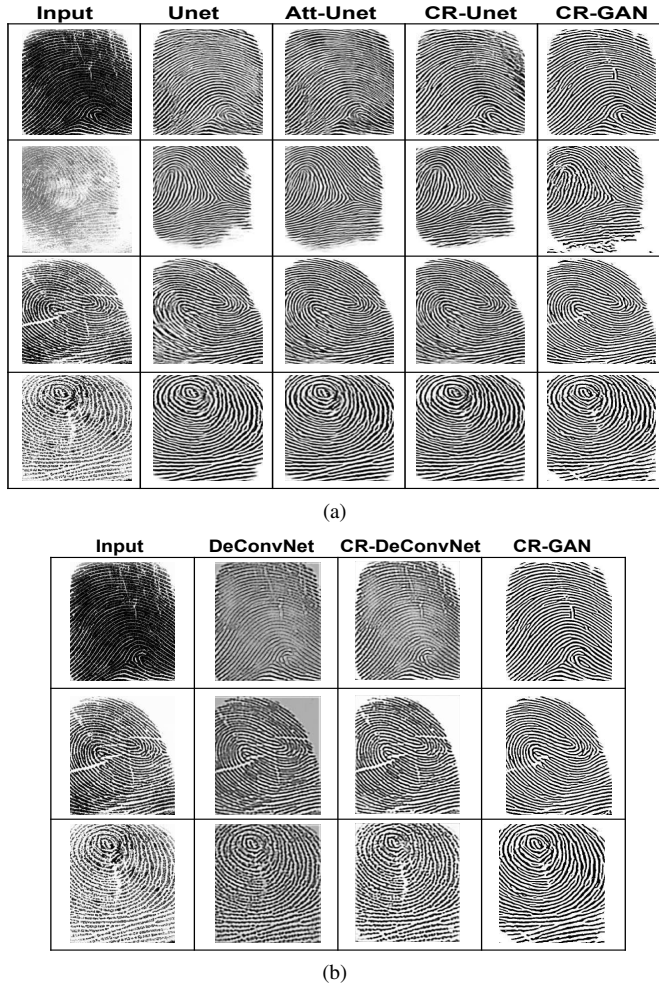 Input Unet Att-Unet CR-Unet CR-GAN
(a)
Input DeConvNet CR-DeConvNet CR-GAN
(b)